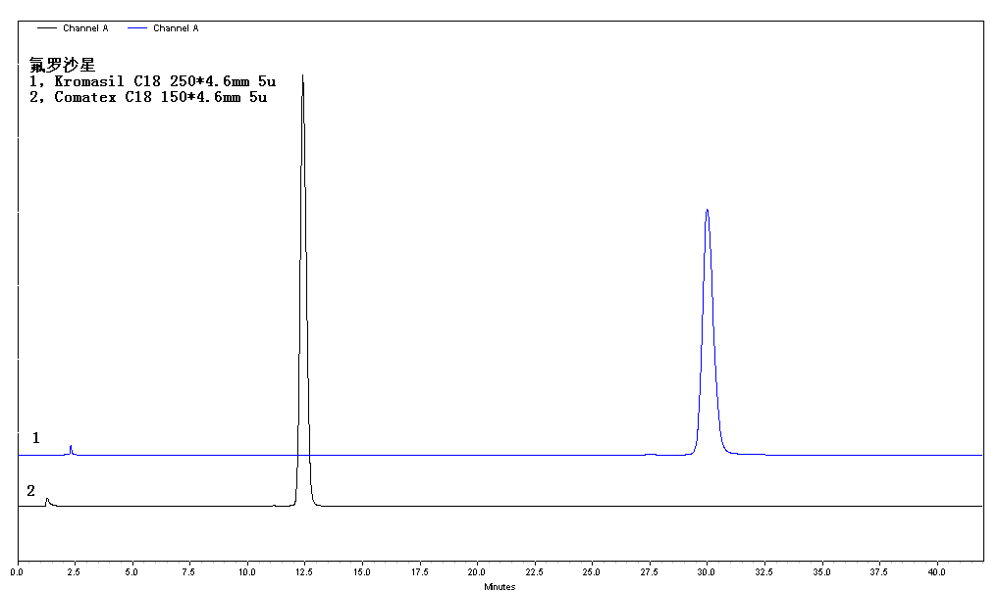 Channel A Channel A
氟罗沙星
1, Kromasil C18 250*4.6mm 5u
2, Comatex C18 150*4.6mm 5u
1
2
0.0 2.5 5.0 7.5 10.0 12.5 15.0 17.5 20.0 22.5 25.0 27.5 30.0 32.5 35.0 37.5 40.0
Minutes